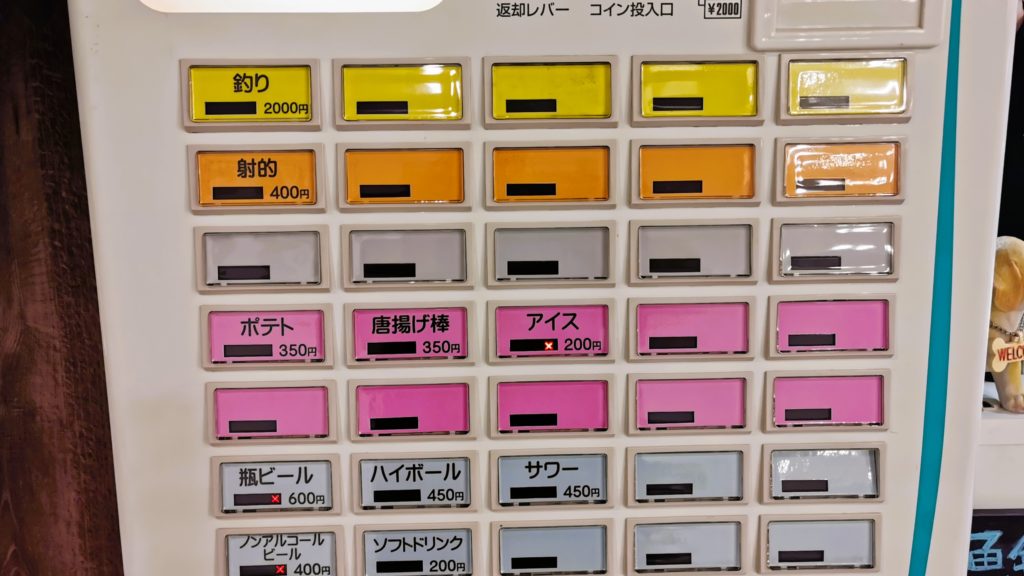 返却レバー コイン投入口 ¥2000
釣り
2000円
射的
400円
ポテト 唐揚げ棒 アイス
350円 350円 × 200円
瓶ビール ハイボール サワー
× 600円 450円 450円
ノンアルコール
ビール ソフトドリンク
× 400円 200円
WELC